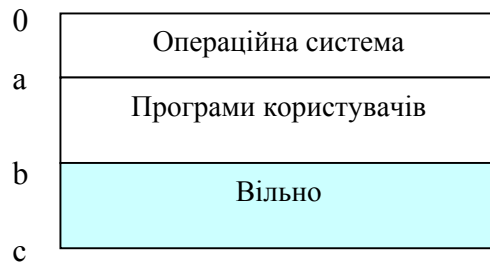 0
Операційна система
a
Програми користувачів
b
Вільно
c